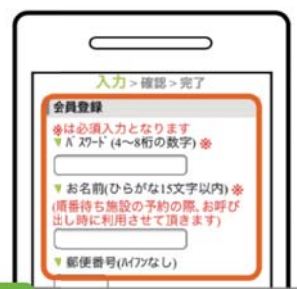 入力>確認>完了
会員登録
※は必須入力となります
▼パスワード(4～8桁の数字)※
▼お名前(ひらがな15文字以内)※
(順番待ち施設の予約の際、お呼び
出し時に利用させて頂きます)
▼郵便番号(ハイフンなし)